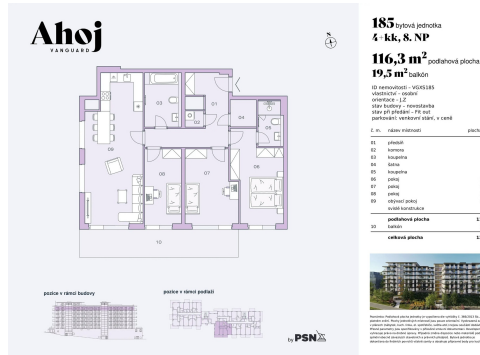 Ahoj
VANGUARD
185 bytová jednotka
4+kk, 8. NP
116,3 m² podlahová plocha
19,5 m² balkón
ID nemovitosti – VGXS185
vlastnictví – osobní
orientace – J,Z
stav budovy – novostavba
stav při předání – Fit out
parkování: venkovní stání, v ceně
č. m. název místnosti
01 předsíň
02 komora
03 koupelna
04 šatna
05 koupelna
06 pokoj
07 pokoj
08 pokoj
09 obývací pokoj
svislé konstrukce
podlahová plocha
10 balkón
celková plocha
03
01
02
04
05
09
08
07
06
10
pozice v rámci budovy
pozice v rámci podlaží
by PSN